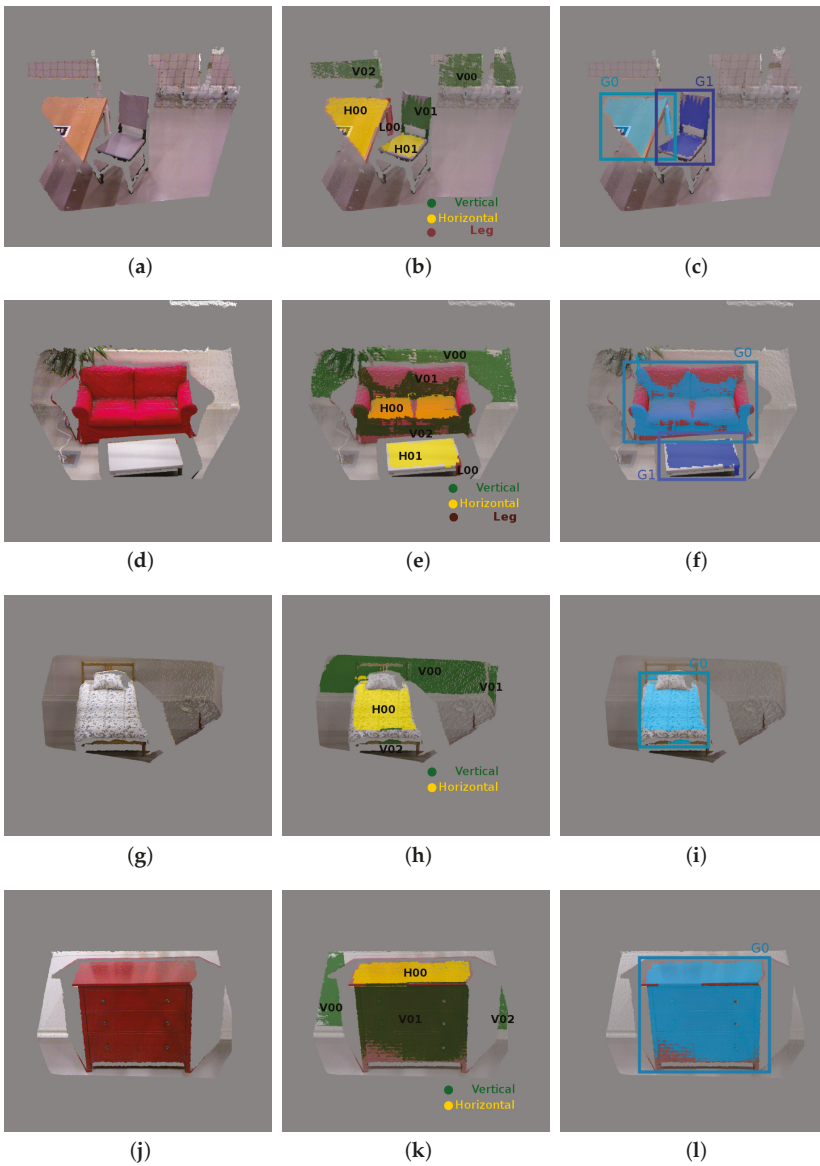 V02
V00
H00
V01
L00
H01
Vertical
Horizontal
Leg
G0
G1
(a)
(b)
(c)
V00
V01
H00
V02
H01
L00
Vertical
Horizontal
Leg
G0
G1
(d)
(e)
(f)
V00
V01
H00
V02
Vertical
Horizontal
G0
(g)
(h)
(i)
H00
V00
V01
V02
Vertical
Horizontal
G0
(j)
(k)
(l)